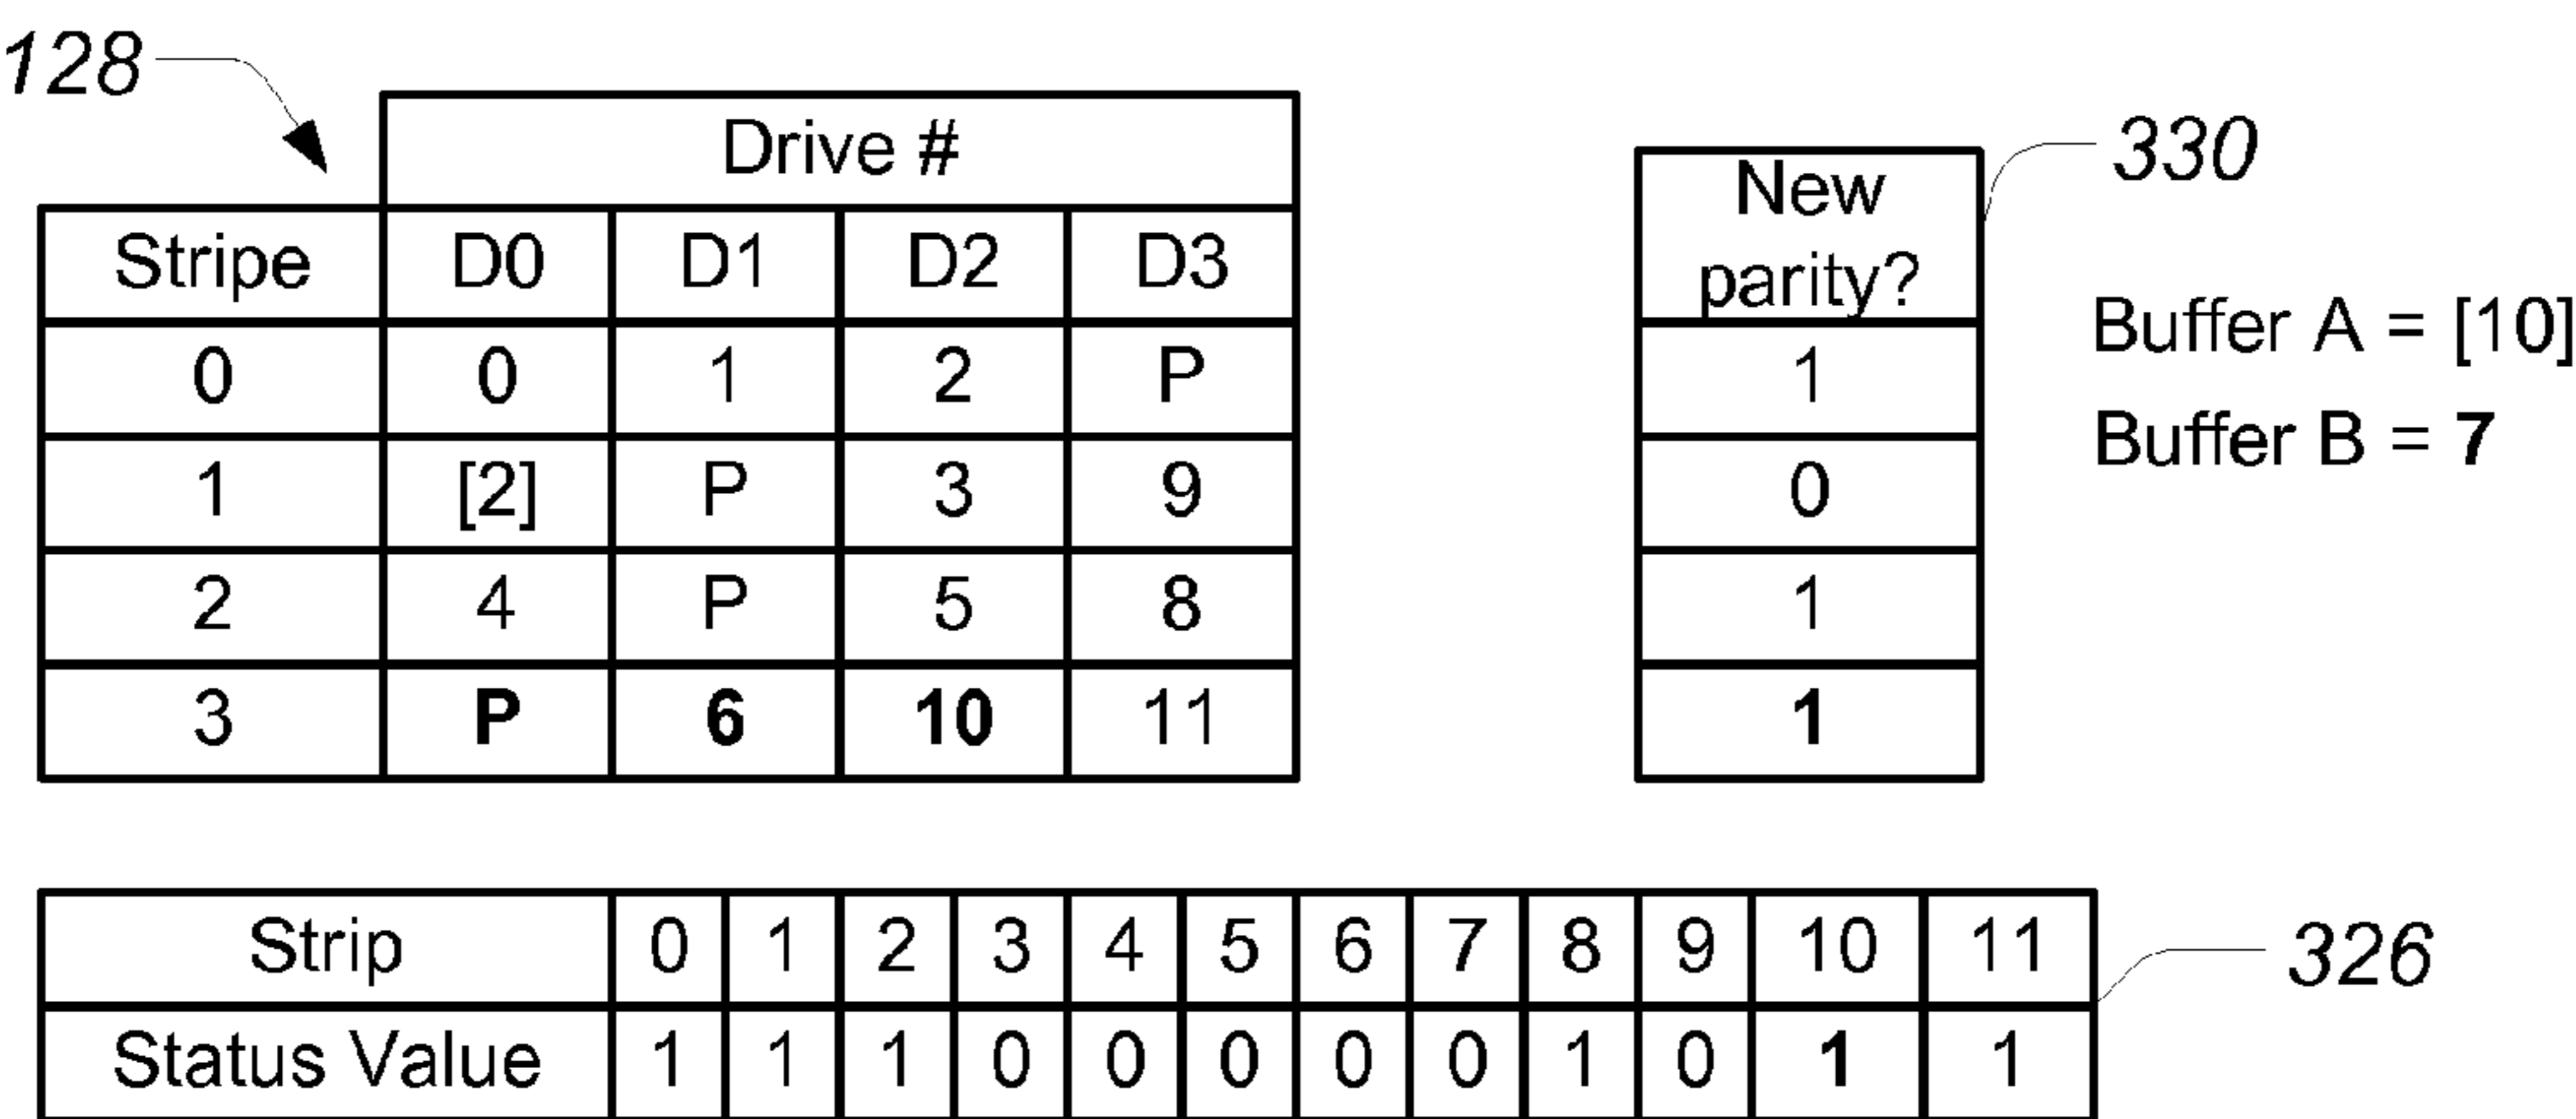 128
Drive #
Stripe D0 D1 D2 D3
0 0 1 2 P
1 [2] P 3 9
2 4 P 5 8
3 P 6 10 11
New
parity?
1
0
1
1
330
Buffer A = [10]
Buffer B = 7
Strip 0 1 2 3 4 5 6 7 8 9 10 11
Status Value 1 1 1 0 0 0 0 0 1 0 1 1
326